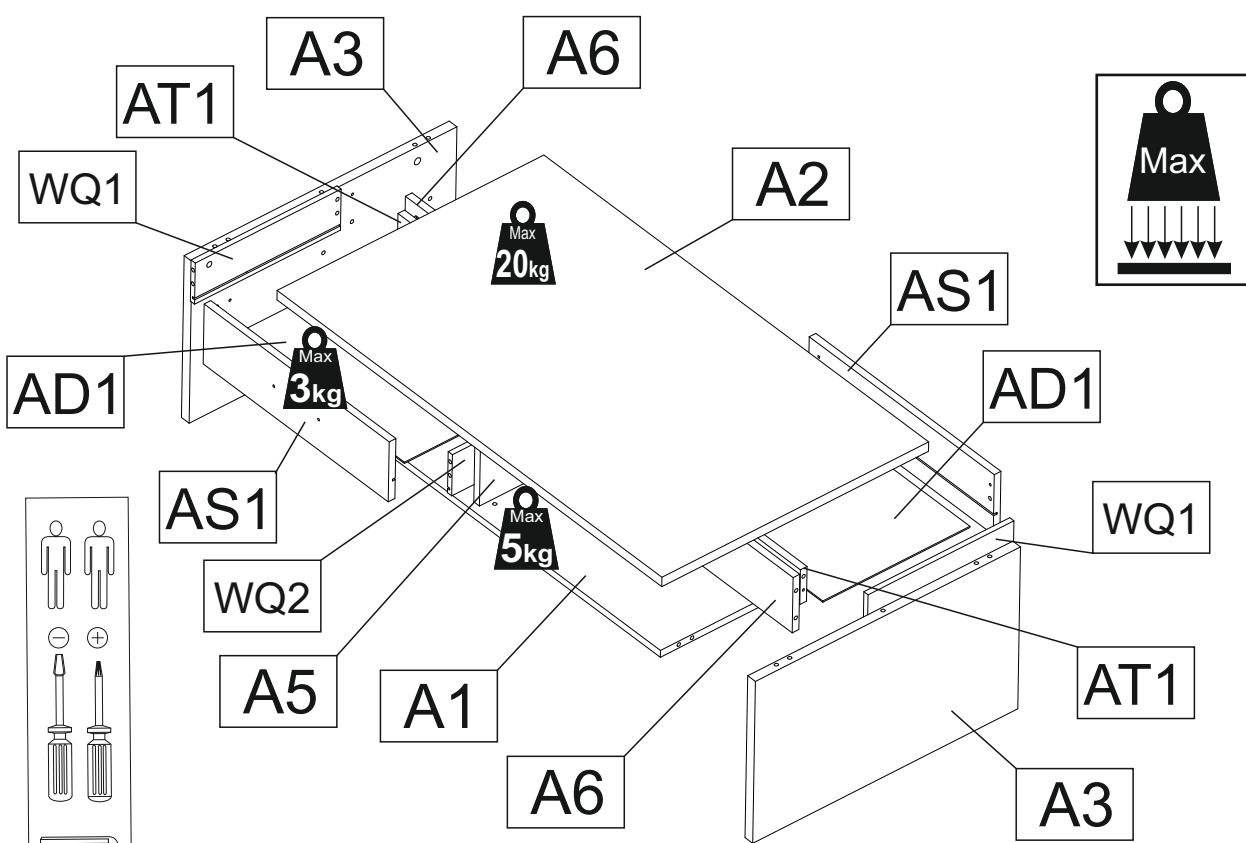 A3
A6
AT1
Max
WQ1
A2
Max
20kg
AS1
AD1
Max
3kg
AD1
AS1
Max
5kg
WQ1
WQ2
A5
A1
AT1
A6
A3